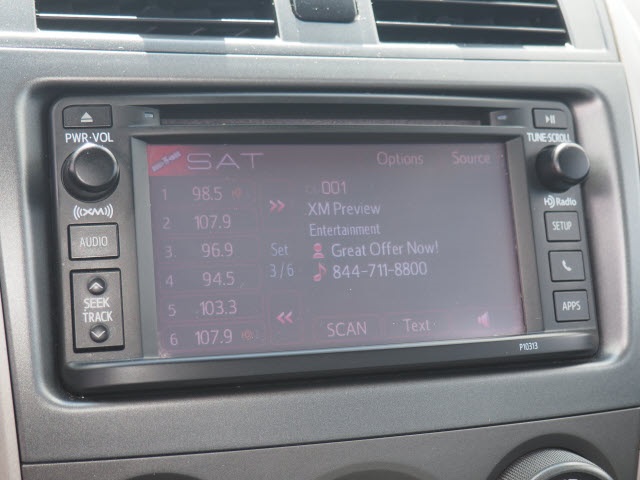 PWR·VOL
TUNE·SCROLL
SAT
Options
Source
1 98.5
CH 001
2 107.9
XM Preview
((XM))
HD Radio
Entertainment
AUDIO
3 96.9
Set
Great Offer Now!
SETUP
4 94.5
3/6
844-711-8800
SEEK
TRACK
5 103.3
APPS
6 107.9
SCAN
Text
P10313